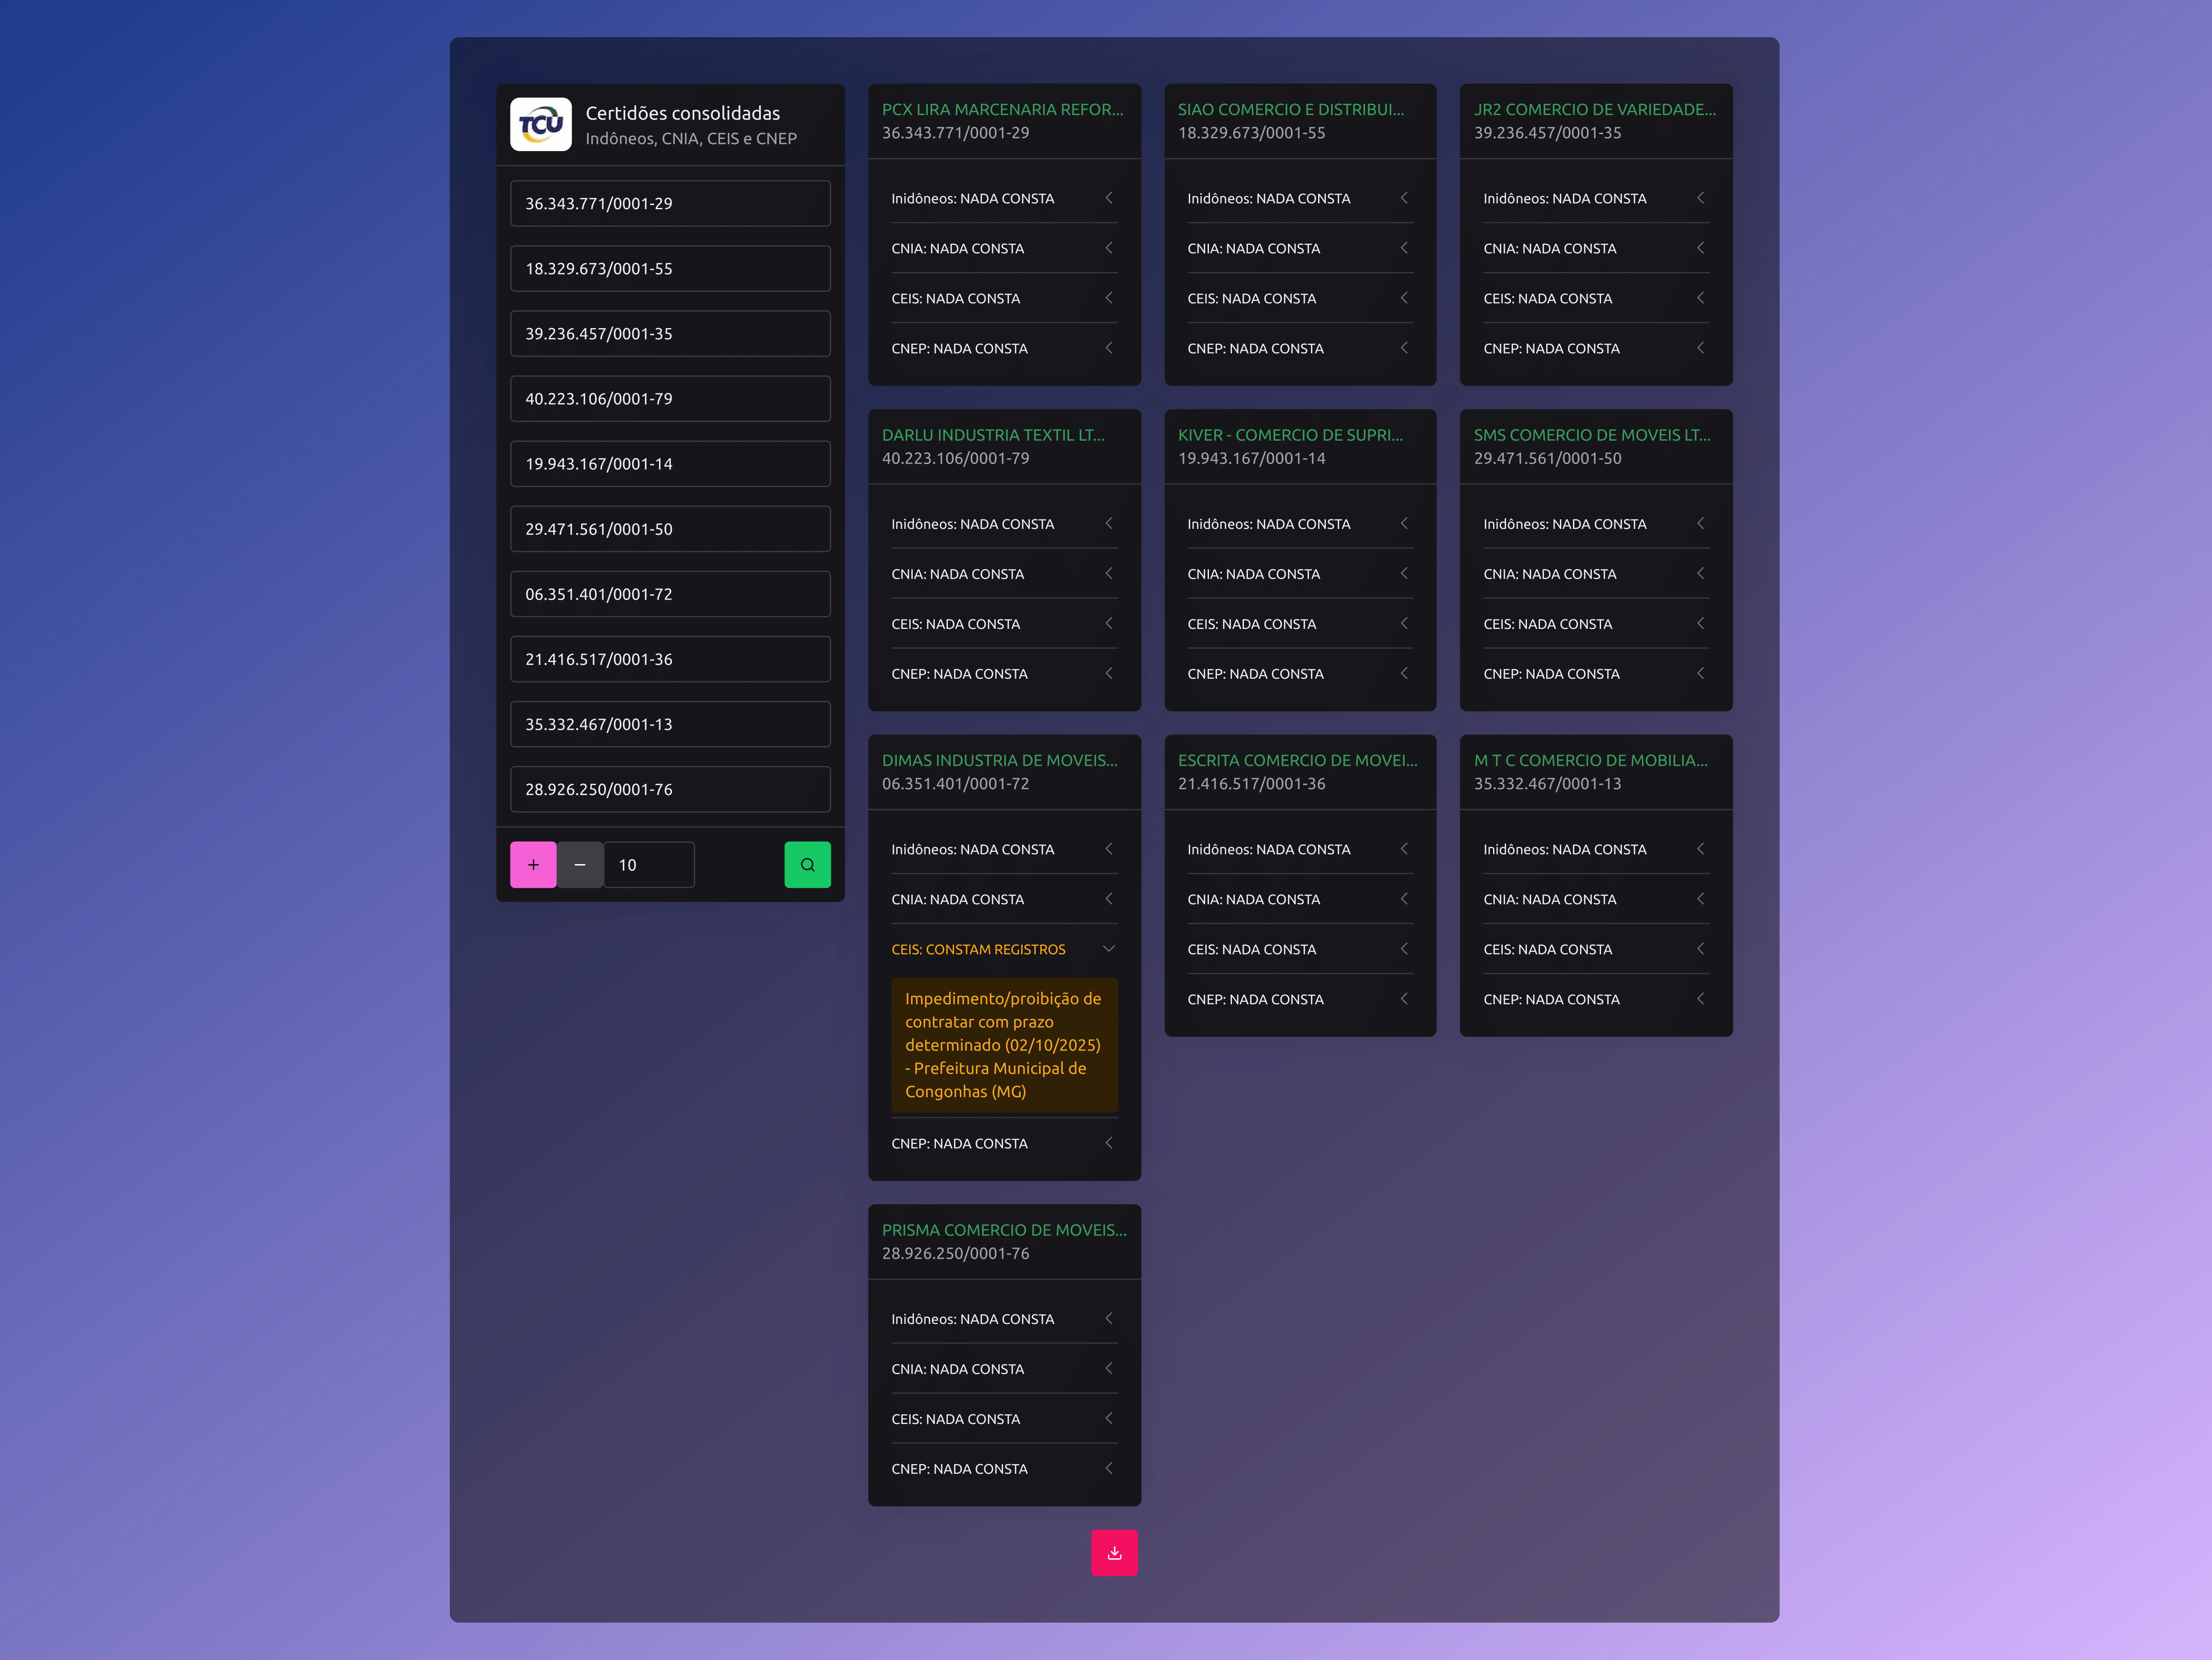 TCU
Certidões consolidadas
Indôneos, CNIA, CEIS e CNEP
36.343.771/0001-29
18.329.673/0001-55
39.236.457/0001-35
40.223.106/0001-79
19.943.167/0001-14
29.471.561/0001-50
06.351.401/0001-72
21.416.517/0001-36
35.332.467/0001-13
28.926.250/0001-76
+
−
10
PCX LIRA MARCENARIA REFOR...
36.343.771/0001-29
Inidôneos: NADA CONSTA
CNIA: NADA CONSTA
CEIS: NADA CONSTA
CNEP: NADA CONSTA
SIAO COMERCIO E DISTRIBUI...
18.329.673/0001-55
Inidôneos: NADA CONSTA
CNIA: NADA CONSTA
CEIS: NADA CONSTA
CNEP: NADA CONSTA
JR2 COMERCIO DE VARIEDADE...
39.236.457/0001-35
Inidôneos: NADA CONSTA
CNIA: NADA CONSTA
CEIS: NADA CONSTA
CNEP: NADA CONSTA
DARLU INDUSTRIA TEXTIL LT...
40.223.106/0001-79
Inidôneos: NADA CONSTA
CNIA: NADA CONSTA
CEIS: NADA CONSTA
CNEP: NADA CONSTA
KIVER - COMERCIO DE SUPRI...
19.943.167/0001-14
Inidôneos: NADA CONSTA
CNIA: NADA CONSTA
CEIS: NADA CONSTA
CNEP: NADA CONSTA
SMS COMERCIO DE MOVEIS LT...
29.471.561/0001-50
Inidôneos: NADA CONSTA
CNIA: NADA CONSTA
CEIS: NADA CONSTA
CNEP: NADA CONSTA
DIMAS INDUSTRIA DE MOVEIS...
06.351.401/0001-72
Inidôneos: NADA CONSTA
CNIA: NADA CONSTA
CEIS: CONSTAM REGISTROS
Impedimento/proibição de
contratar com prazo
determinado (02/10/2025)
- Prefeitura Municipal de
Congonhas (MG)
CNEP: NADA CONSTA
ESCRITA COMERCIO DE MOVEI...
21.416.517/0001-36
Inidôneos: NADA CONSTA
CNIA: NADA CONSTA
CEIS: NADA CONSTA
CNEP: NADA CONSTA
M T C COMERCIO DE MOBILIA...
35.332.467/0001-13
Inidôneos: NADA CONSTA
CNIA: NADA CONSTA
CEIS: NADA CONSTA
CNEP: NADA CONSTA
PRISMA COMERCIO DE MOVEIS...
28.926.250/0001-76
Inidôneos: NADA CONSTA
CNIA: NADA CONSTA
CEIS: NADA CONSTA
CNEP: NADA CONSTA